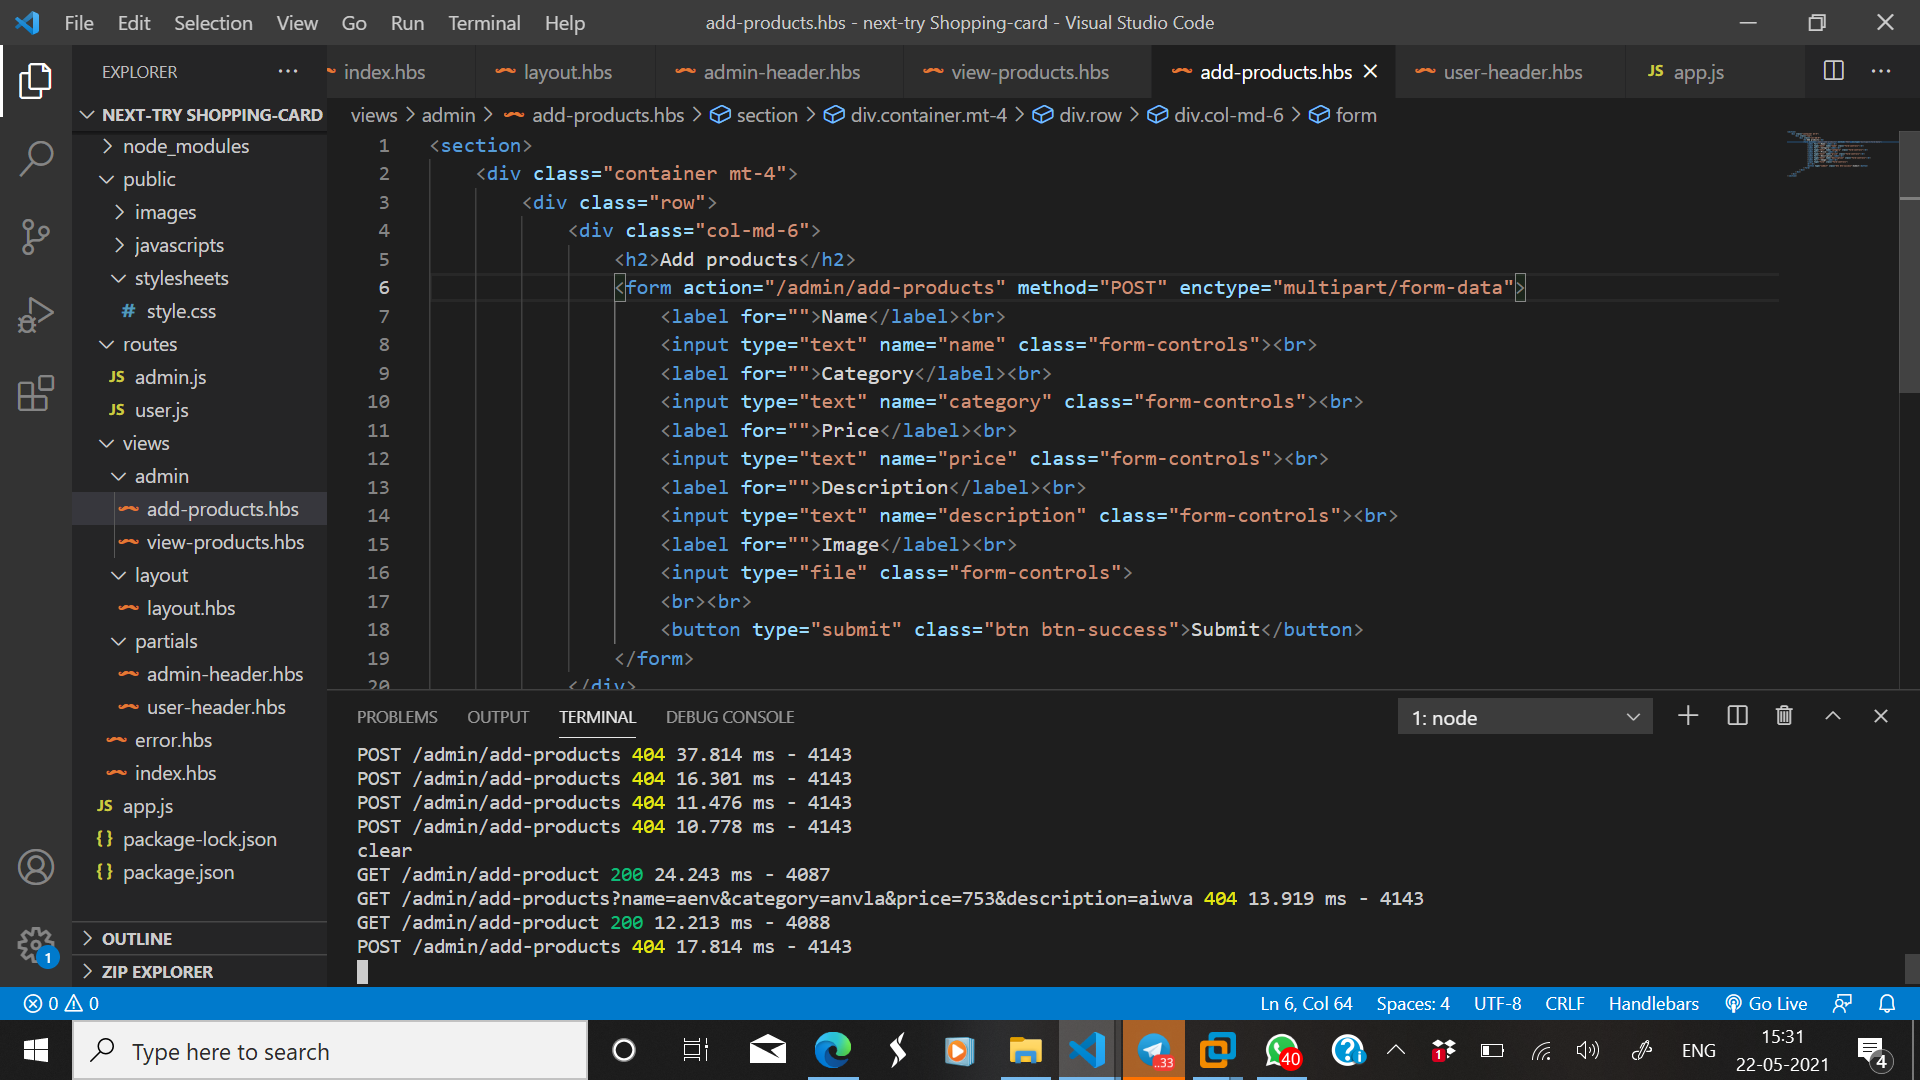 File Edit Selection View Go Run Terminal Help
add-products.hbs - next-try Shopping-card - Visual Studio Code
EXPLORER
index.hbs
layout.hbs
admin-header.hbs
view-products.hbs
add-products.hbs
user-header.hbs
JS app.js
NEXT-TRY SHOPPING-CARD
node_modules
public
images
javascripts
stylesheets
# style.css
routes
JS admin.js
JS user.js
views
admin
add-products.hbs
view-products.hbs
layout
layout.hbs
partials
admin-header.hbs
user-header.hbs
error.hbs
index.hbs
JS app.js
{} package-lock.json
{} package.json
OUTLINE
ZIP EXPLORER
1
views > admin > add-products.hbs > section > div.container.mt-4 > div.row > div.col-md-6 > form
1 <section>
2 <div class="container mt-4">
3 <div class="row">
4 <div class="col-md-6">
5 <h2>Add products</h2>
6 <form action="/admin/add-products" method="POST" enctype="multipart/form-data">
7 <label for="">Name</label><br>
8 <input type="text" name="name" class="form-controls"><br>
9 <label for="">Category</label><br>
10 <input type="text" name="category" class="form-controls"><br>
11 <label for="">Price</label><br>
12 <input type="text" name="price" class="form-controls"><br>
13 <label for="">Description</label><br>
14 <input type="text" name="description" class="form-controls"><br>
15 <label for="">Image</label><br>
16 <input type="file" class="form-controls">
17 <br><br>
18 <button type="submit" class="btn btn-success">Submit</button>
19 </form>
20 </div>
PROBLEMS OUTPUT TERMINAL DEBUG CONSOLE
1: node
POST /admin/add-products 404 37.814 ms - 4143
POST /admin/add-products 404 16.301 ms - 4143
POST /admin/add-products 404 11.476 ms - 4143
POST /admin/add-products 404 10.778 ms - 4143
clear
GET /admin/add-product 200 24.243 ms - 4087
GET /admin/add-products?name=aenv&category=anvla&price=753&description=aiwva 404 13.919 ms - 4143
GET /admin/add-product 200 12.213 ms - 4088
POST /admin/add-products 404 17.814 ms - 4143
0 0
Ln 6, Col 64 Spaces: 4 UTF-8 CRLF Handlebars Go Live
Type here to search
..33
40
1
ENG
15:31
22-05-2021
4